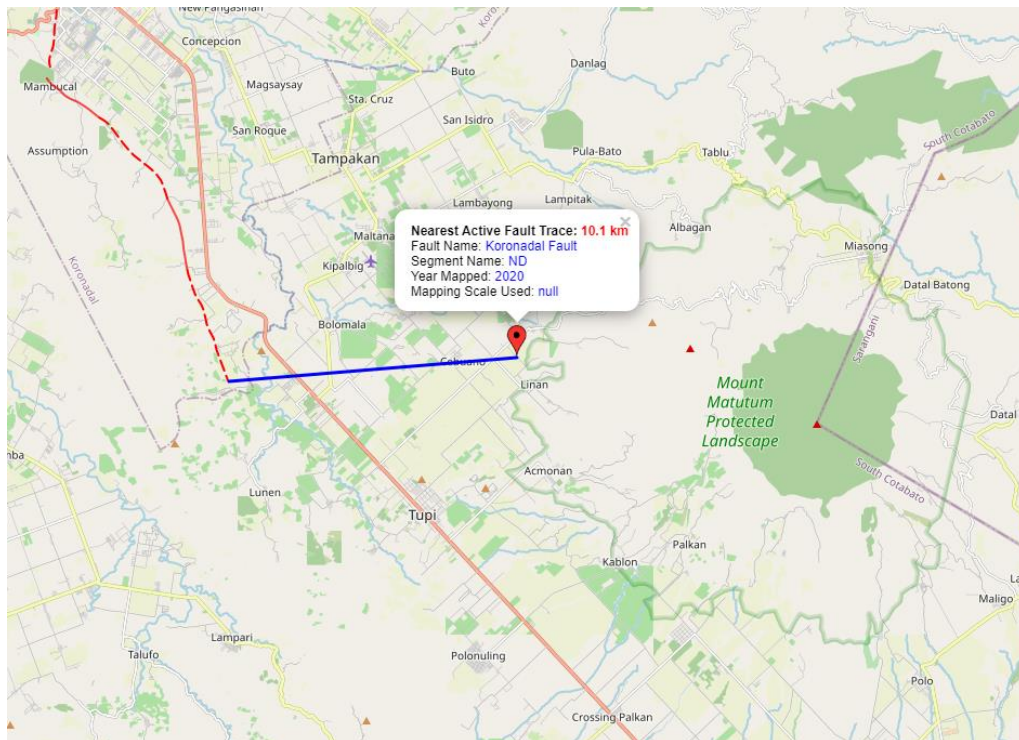 New Pangasinan
Concepcion
Koronadal
Mambucal
Magsaysay
Buto
Danlag
Sta. Cruz
San Isidro
San Roque
Assumption
Tampakan
Pula-Bato
Tablu
South Cotabato
Lambayong
Lampitak
Albagan
Miasong
Datal Batong
Koronadal
Kipalbig
Nearest Active Fault Trace: 10.1 km
Fault Name: Koronadal Fault
Segment Name: ND
Year Mapped: 2020
Mapping Scale Used: null
×
Bolomala
Cebuano
Linan
Sarangani
Mount
Matutum
Protected
Landscape
Datal
Acmonan
South Cotabato
Lunen
Tupi
Palkan
Kablon
Maligo
Lampari
Talufo
Polonuling
Polo
Crossing Palkan